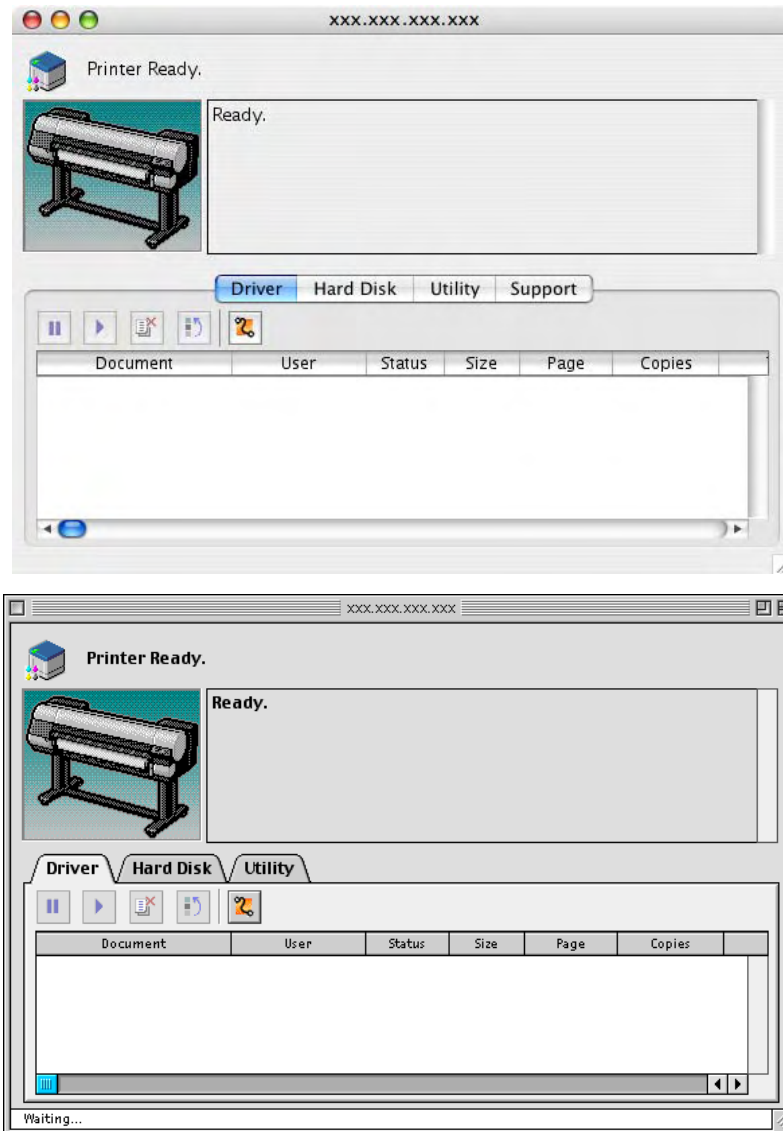 xxx.xxx.xxx.xxx
Printer Ready.
Ready.
Driver Hard Disk Utility Support
Document User Status Size Page Copies
xxx.xxx.xxx.xxx
Printer Ready.
Ready.
Driver Hard Disk Utility
Document User Status Size Page Copies
Waiting...